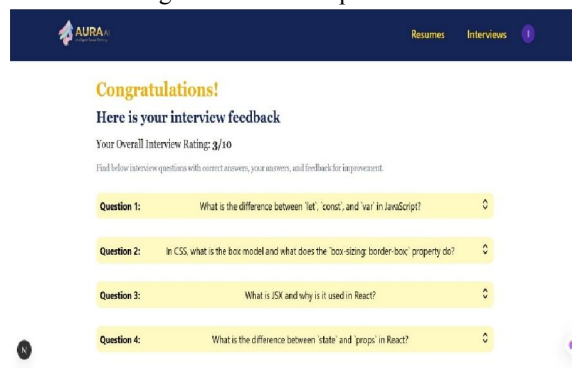 AURA AI
Resumes
Interviews
I
Congratulations!
Here is your interview feedback
Your Overall Interview Rating: 3/10
Find below interview questions with correct answers, your answers, and feedback for improvement.
Question 1: What is the difference between `let`, `const`, and `var` in JavaScript?
Question 2: In CSS, what is the box model and what does the `box-sizing: border-box;` property do?
Question 3: What is JSX and why is it used in React?
Question 4: What is the difference between `state` and `props` in React?
N